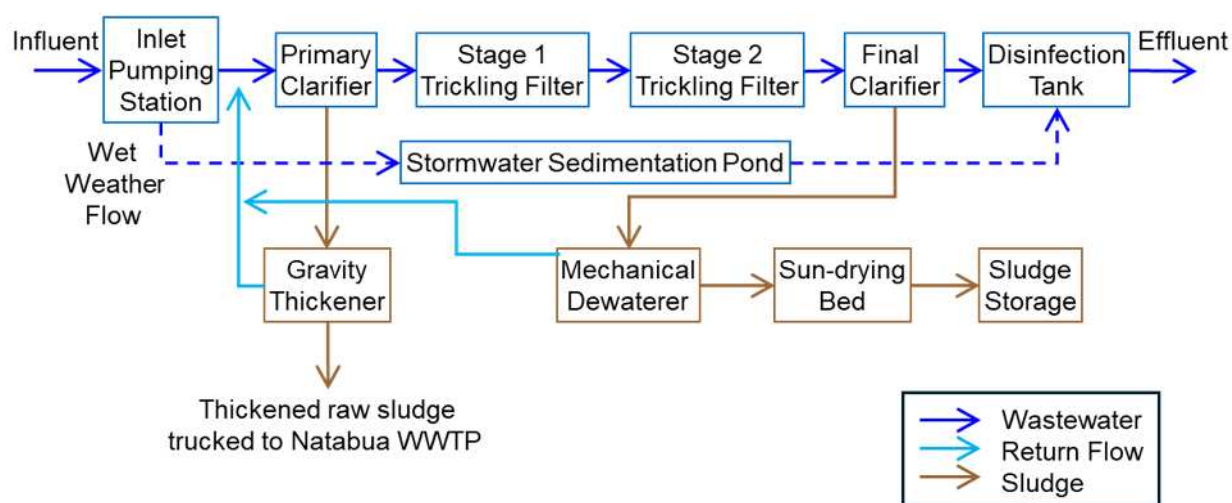 Influent
Inlet
Pumping
Station
Primary
Clarifier
Stage 1
Trickling Filter
Stage 2
Trickling Filter
Final
Clarifier
Disinfection
Tank
Effluent
Wet
Weather
Flow
Stormwater Sedimentation Pond
Gravity
Thickener
Mechanical
Dewaterer
Sun-drying
Bed
Sludge
Storage
Thickened raw sludge
trucked to Natabua WWTP
Wastewater
Return Flow
Sludge